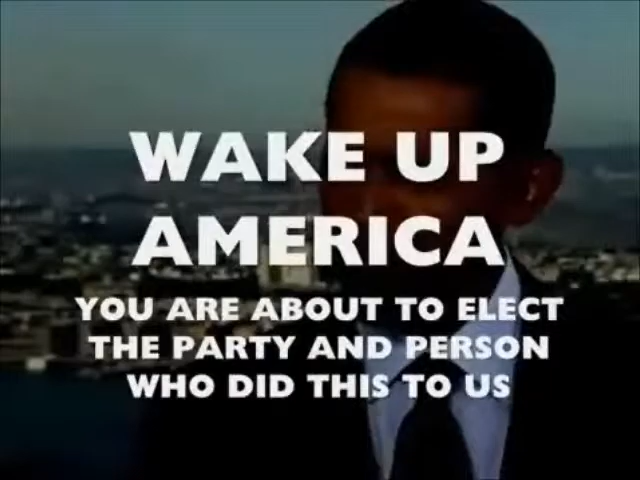 WAKE UP
AMERICA
YOU ARE ABOUT TO ELECT
THE PARTY AND PERSON
WHO DID THIS TO US